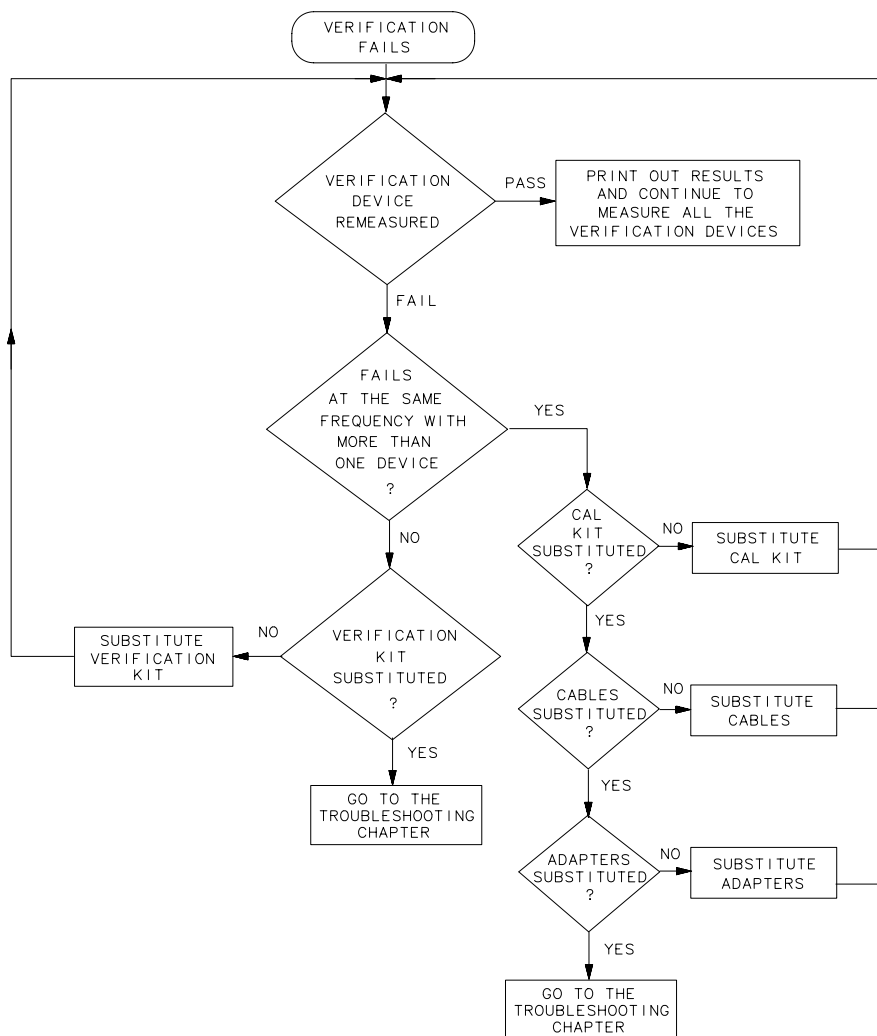 VERIFICATION
FAILS
VERIFICATION
DEVICE
REMEASURED
PASS
PRINT OUT RESULTS
AND CONTINUE TO
MEASURE ALL THE
VERIFICATION DEVICES
FAIL
FAILS
AT THE SAME
FREQUENCY WITH
MORE THAN
ONE DEVICE
?
YES
NO
CAL
KIT
SUBSTITUTED
?
NO
SUBSTITUTE
CAL KIT
YES
VERIFICATION
KIT
SUBSTITUTED
?
NO
SUBSTITUTE
VERIFICATION
KIT
YES
GO TO THE
TROUBLESHOOTING
CHAPTER
CABLES
SUBSTITUTED
?
NO
SUBSTITUTE
CABLES
YES
ADAPTERS
SUBSTITUTED
?
NO
SUBSTITUTE
ADAPTERS
YES
GO TO THE
TROUBLESHOOTING
CHAPTER